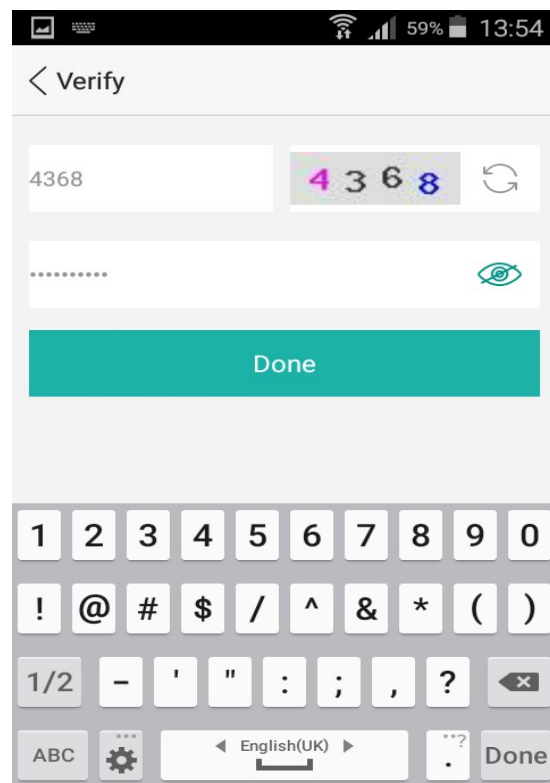 59% 13:54
Verify
4368 4368
••••••••••
Done
1 2 3 4 5 6 7 8 9 0
! @ # $ / ^ & * ( )
1/2 - ' " : ; , ?
ABC English(UK) . Done